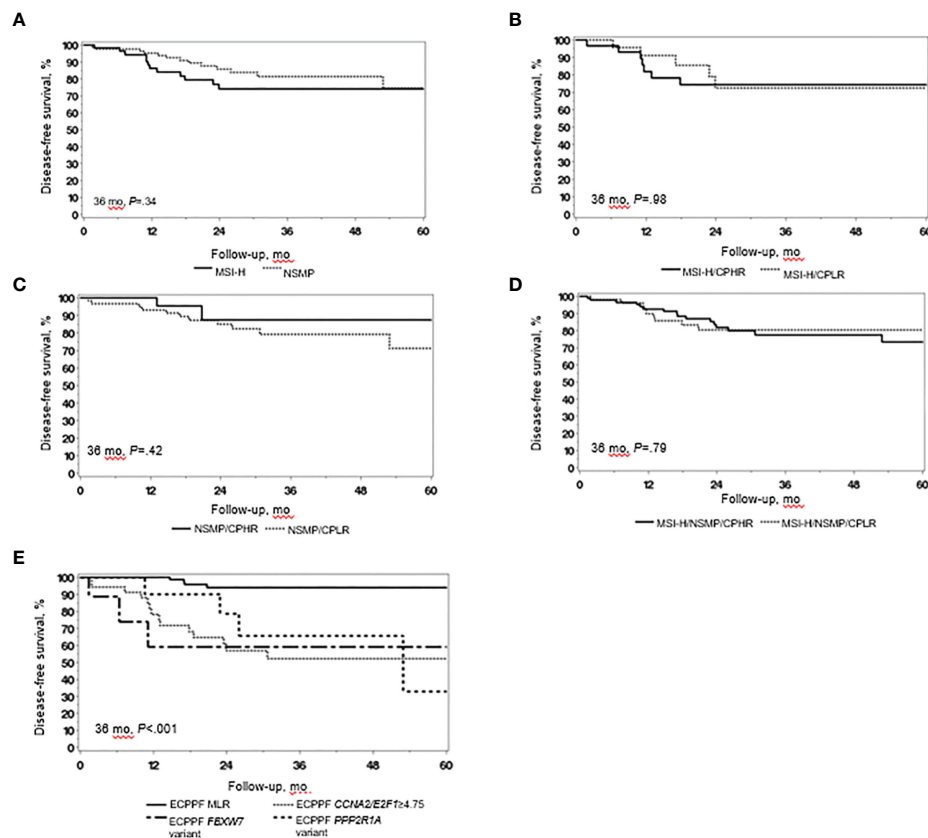 A
Disease-free survival, %
100
90
80
70
60
50
40
30
20
10
0
36 mo, P=.34
0 12 24 36 48 60
Follow-up, mo
MSI-H NSMP
B
Disease-free survival, %
100
90
80
70
60
50
40
30
20
10
0
36 mo, P=.98
0 12 24 36 48 60
Follow-up, mo
MSI-H/CPHR MSI-H/CPLR
C
Disease-free survival, %
100
90
80
70
60
50
40
30
20
10
0
36 mo, P=.42
0 12 24 36 48 60
Follow-up, mo
NSMP/CPHR NSMP/CPLR
D
Disease-free survival, %
100
90
80
70
60
50
40
30
20
10
0
36 mo, P=.79
0 12 24 36 48 60
Follow-up, mo
MSI-H/NSMP/CPHR MSI-H/NSMP/CPLR
E
Disease-free survival, %
100
90
80
70
60
50
40
30
20
10
0
36 mo, P<.001
0 12 24 36 48 60
Follow-up, mo
ECPPF MLR ECPPF CCNA2/E2F1≥4.75
ECPPF FBXW7 ECPPF PPP2R1A
variant variant